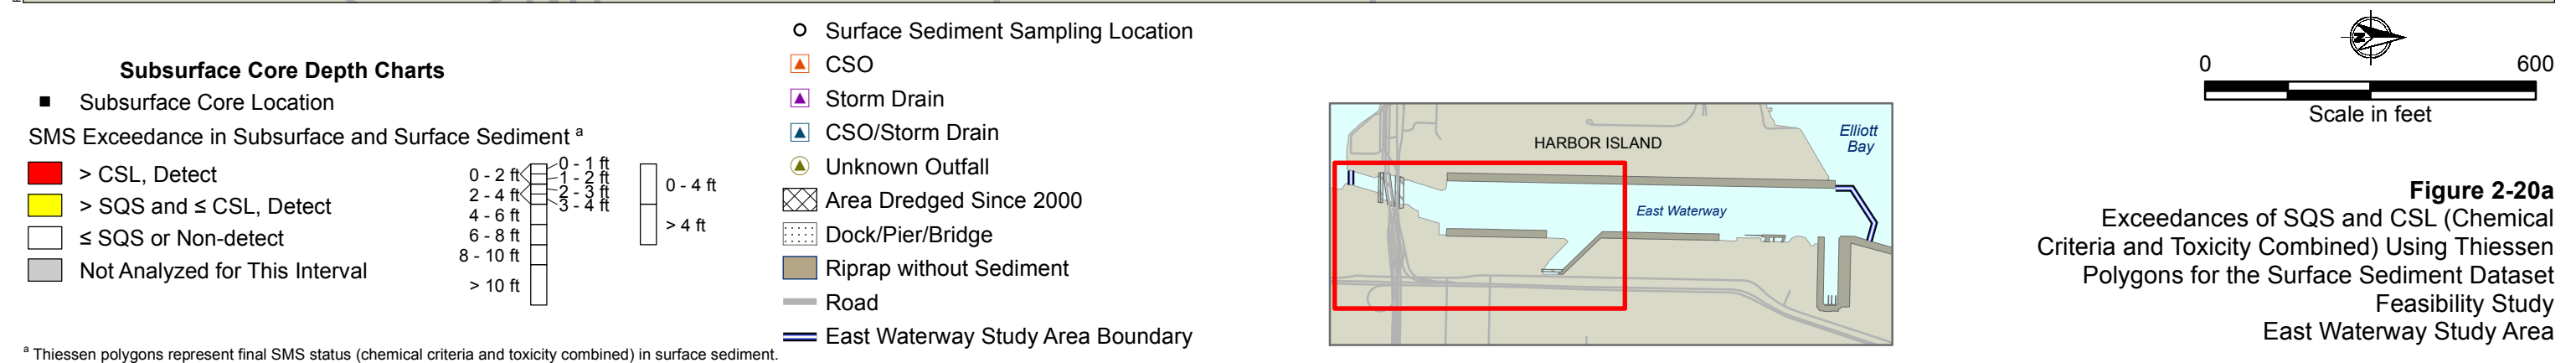 Subsurface Core Depth Charts
Subsurface Core Location
SMS Exceedance in Subsurface and Surface Sediment a
> CSL, Detect
> SQS and ≤ CSL, Detect
≤ SQS or Non-detect
Not Analyzed for This Interval
0 - 2 ft
2 - 4 ft
4 - 6 ft
6 - 8 ft
8 - 10 ft
> 10 ft
0 - 1 ft
1 - 2 ft
2 - 3 ft
3 - 4 ft
0 - 4 ft
> 4 ft
a Thiessen polygons represent final SMS status (chemical criteria and toxicity combined) in surface sediment.
Surface Sediment Sampling Location
CSO
Storm Drain
CSO/Storm Drain
Unknown Outfall
Area Dredged Since 2000
Dock/Pier/Bridge
Riprap without Sediment
Road
East Waterway Study Area Boundary
HARBOR ISLAND
Elliott
Bay
East Waterway
N
0 600
Scale in feet
Figure 2-20a
Exceedances of SQS and CSL (Chemical
Criteria and Toxicity Combined) Using Thiessen
Polygons for the Surface Sediment Dataset
Feasibility Study
East Waterway Study Area